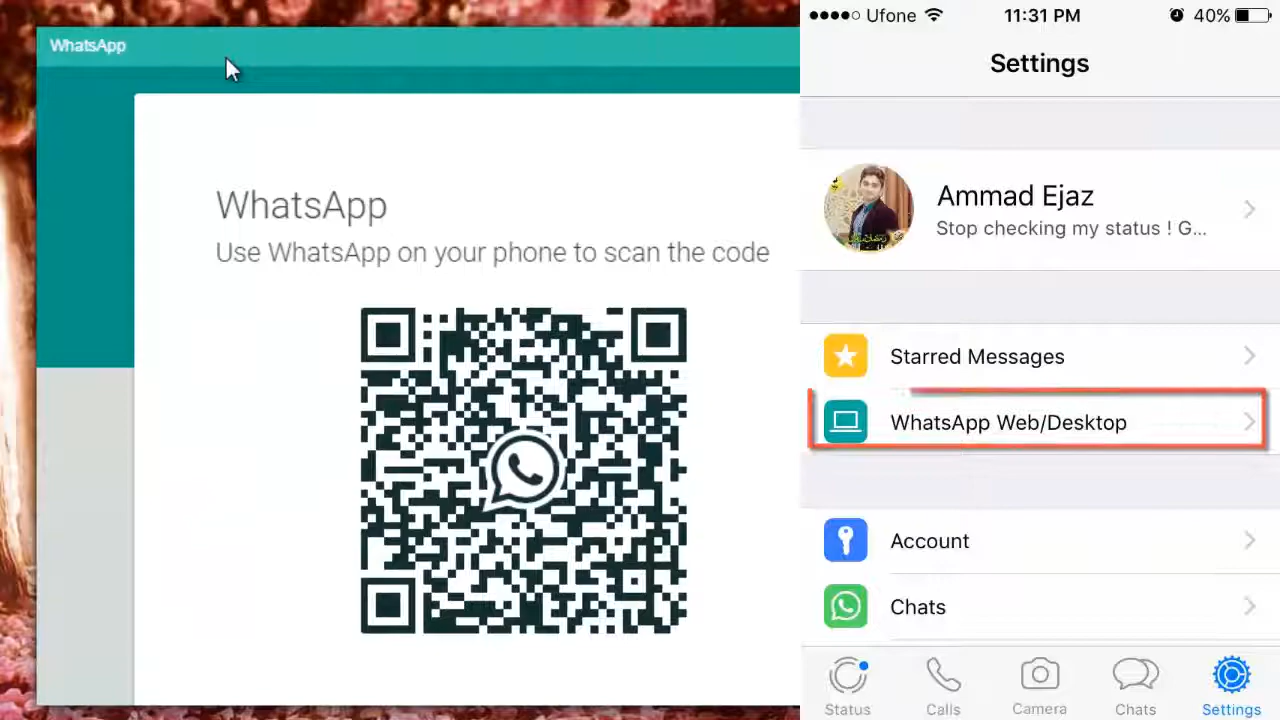 WhatsApp
WhatsApp
Use WhatsApp on your phone to scan the code
Ufone
11:31 PM
40%
Settings
Ammad Ejaz
Stop checking my status ! G...
Starred Messages
WhatsApp Web/Desktop
Account
Chats
Status
Calls
Camera
Chats
Settings